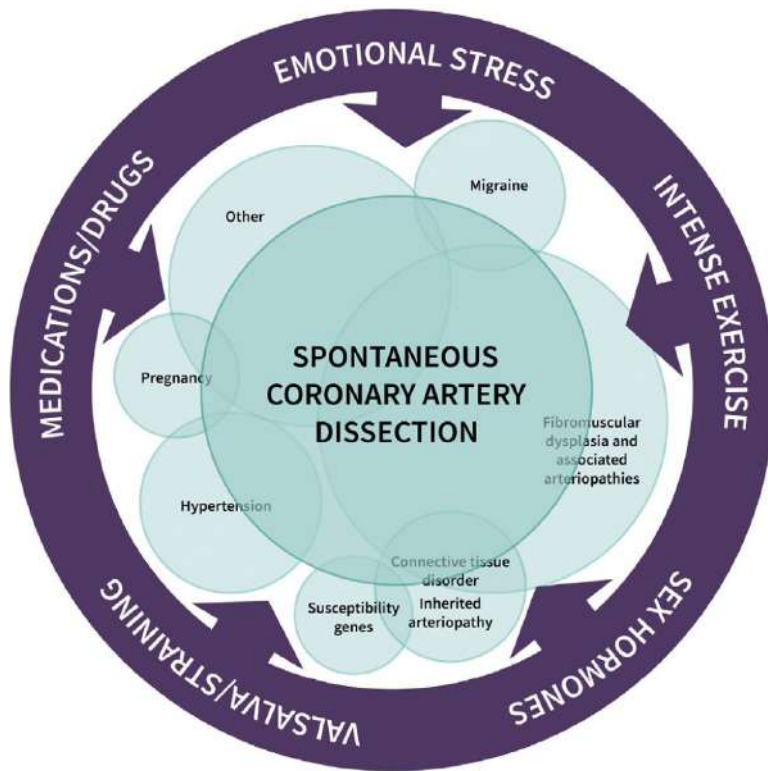 EMOTIONAL STRESS
INTENSE EXERCISE
SEX HORMONES
VALSALVA/STRAINING
MEDICATIONS/DRUGS
Migraine
Other
SPONTANEOUS
CORONARY ARTERY
DISSECTION
Pregnancy
Fibromuscular
dysplasia and
associated
arteriopathies
Hypertension
Connective tissue
disorder
Inherited
arteriopathy
Susceptibility
genes